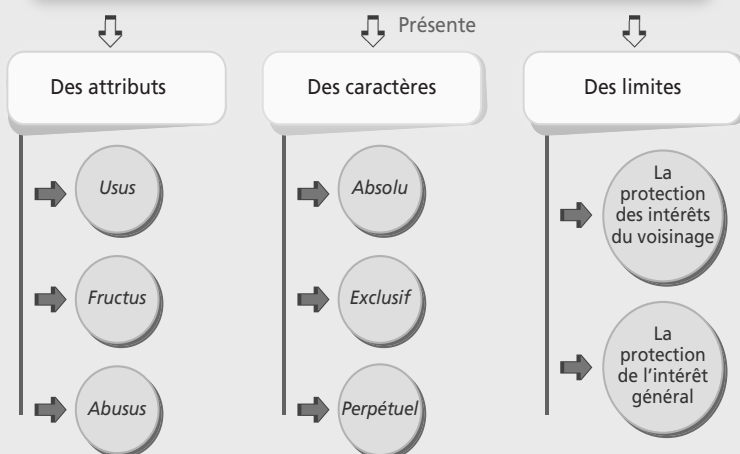 Présente
Des attributs
Usus
Fructus
Abusus
Des caractères
Absolu
Exclusif
Perpétuel
Des limites
La
protection
des intérêts
du voisinage
La
protection
de l'intérêt
général